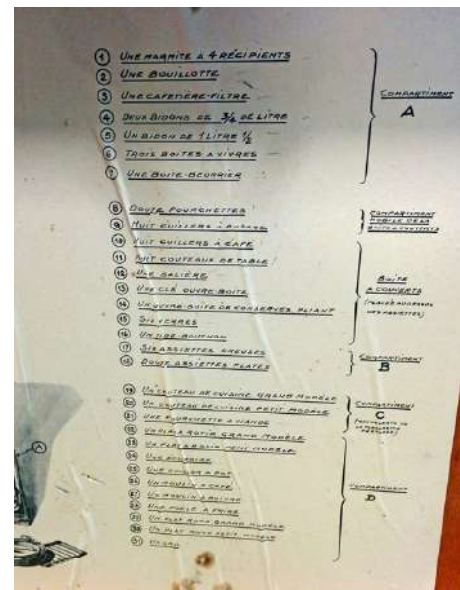 1 UNE MARMITE A 4 RÉCIPIENTS
2 UNE BOUILLOTTE
3 UNE CAFETIÈRE-FILTRE
4 DEUX BIDONS DE 3/4 DE LITRE
5 UN BIDON DE 1 LITRE 1/2
6 TROIS BOITES A VIVRES
7 UNE BOITE-BEURRIER
COMPARTIMENT
A
8 DOUZE FOURCHETTES
9 HUIT CUILLERS
COMPARTIMENT
MOBILE DE LA
10 HUIT CUILLERS A CAFÉ
11 HUIT COUTEAUX DE TABLE
12 UNE SALIÈRE
13 UNE CLÉ OUVRE-BOITE
14 UN OUVRE-BOITE DE CONSERVES PLIANT
15 SIX VERRES
16 UN TIRE-BOUCHON
BOITE
A COUVERTS
17 SIX ASSIETTES CREUSES
18 DOUZE ASSIETTES PLATES
COMPARTIMENT
B
19 UN COUTEAU DE CUISINE GRAND MODÈLE
20 UN COUTEAU DE CUISINE PETIT MODÈLE
21 UNE FOURCHETTE A VIANDE
COMPARTIMENT
C
22 UN PLAT A ROTIR GRAND MODÈLE
23 UN PLAT A ROTIR PETIT MODÈLE
24 UNE
25 UNE CUILLER A POT
26 UN MOULIN A CAFÉ
27 UN MOULIN A POIVRE
28 UNE POÊLE A FRIRE
29 UN PLAT ROND GRAND MODÈLE
30 UN PLAT ROND PETIT MODÈLE
31 UN
COMPARTIMENT
D
A